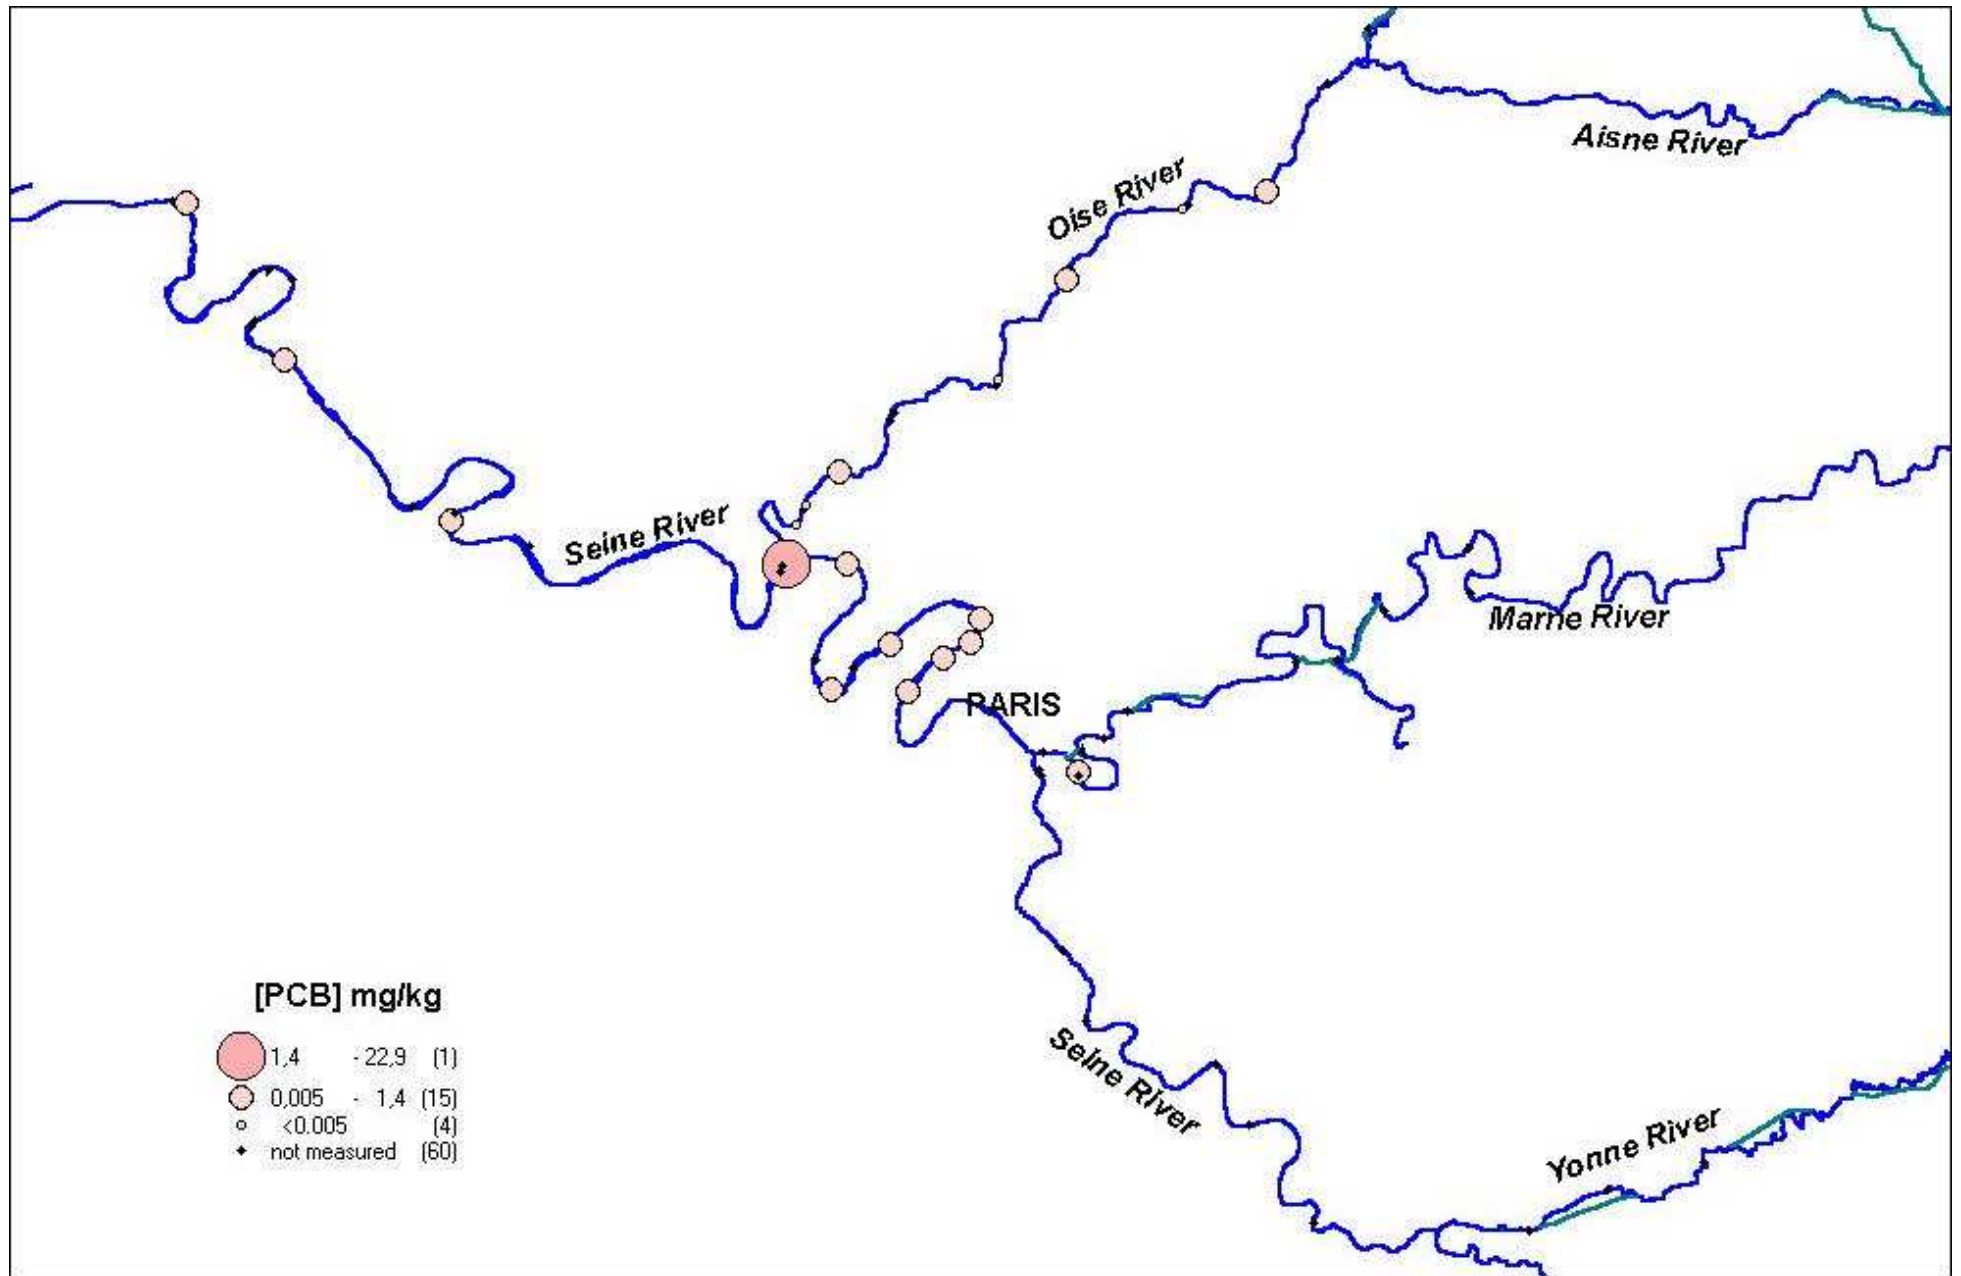 Aisne River
Oise River
Seine River
Marne River
PARIS
Seine River
Yonne River
[PCB] mg/kg
1,4 - 22,9 (1)
0,005 - 1,4 (15)
<0.005 (4)
not measured (60)